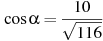 cos α = 10/√116